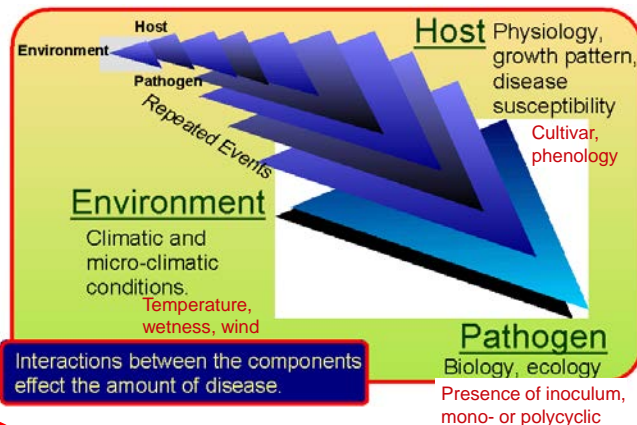 Host
Environment
Pathogen
Repeated Events
Host Physiology,
growth pattern,
disease
susceptibility
Cultivar,
phenology
Environment
Climatic and
micro-climatic
conditions.
Temperature,
wetness, wind
Pathogen
Biology, ecology
Presence of inoculum,
mono- or polycyclic
Interactions between the components
effect the amount of disease.